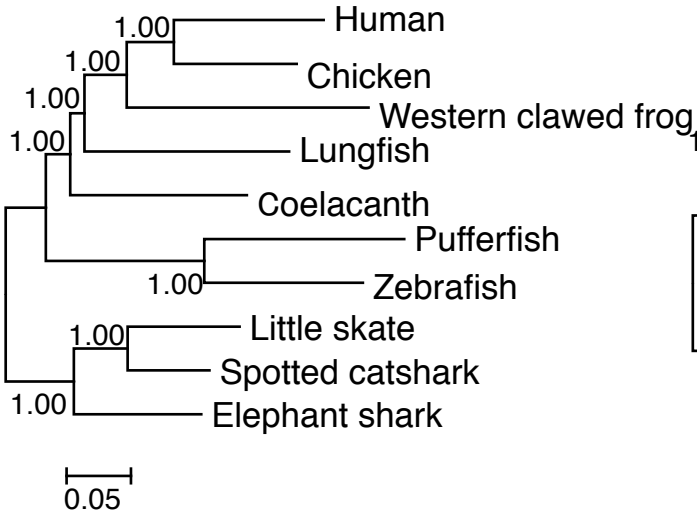 Human
1.00
Chicken
1.00
Western clawed frog
1.00
Lungfish
1.00
Coelacanth
Pufferfish
1.00
Zebrafish
Little skate
1.00
Spotted catshark
1.00
Elephant shark
0.05